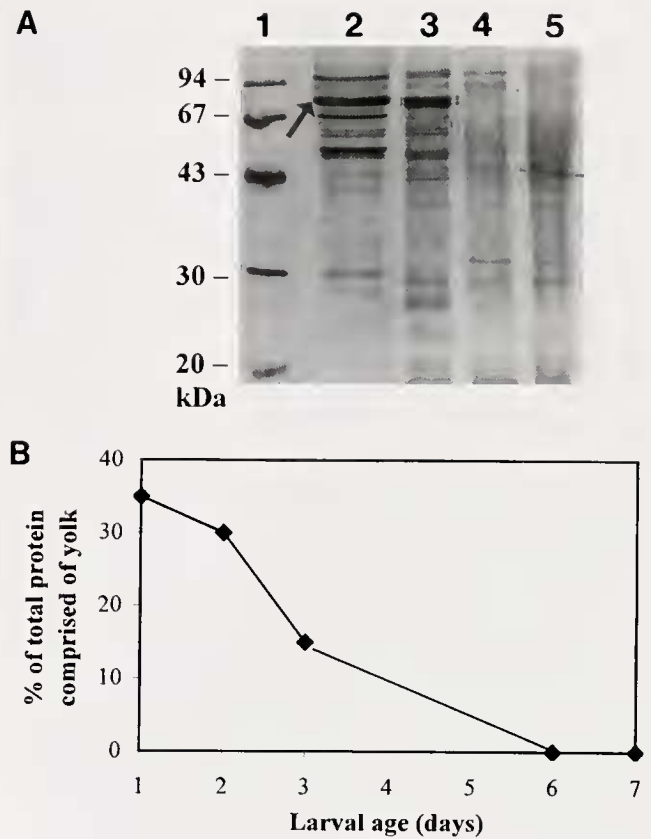 A
1 2 3 4 5
94 –
67 –
43 –
30 –
20 –
kDa
B
% of total protein
comprised of yolk
40
30
20
10
0
1 2 3 4 5 6 7
Larval age (days)